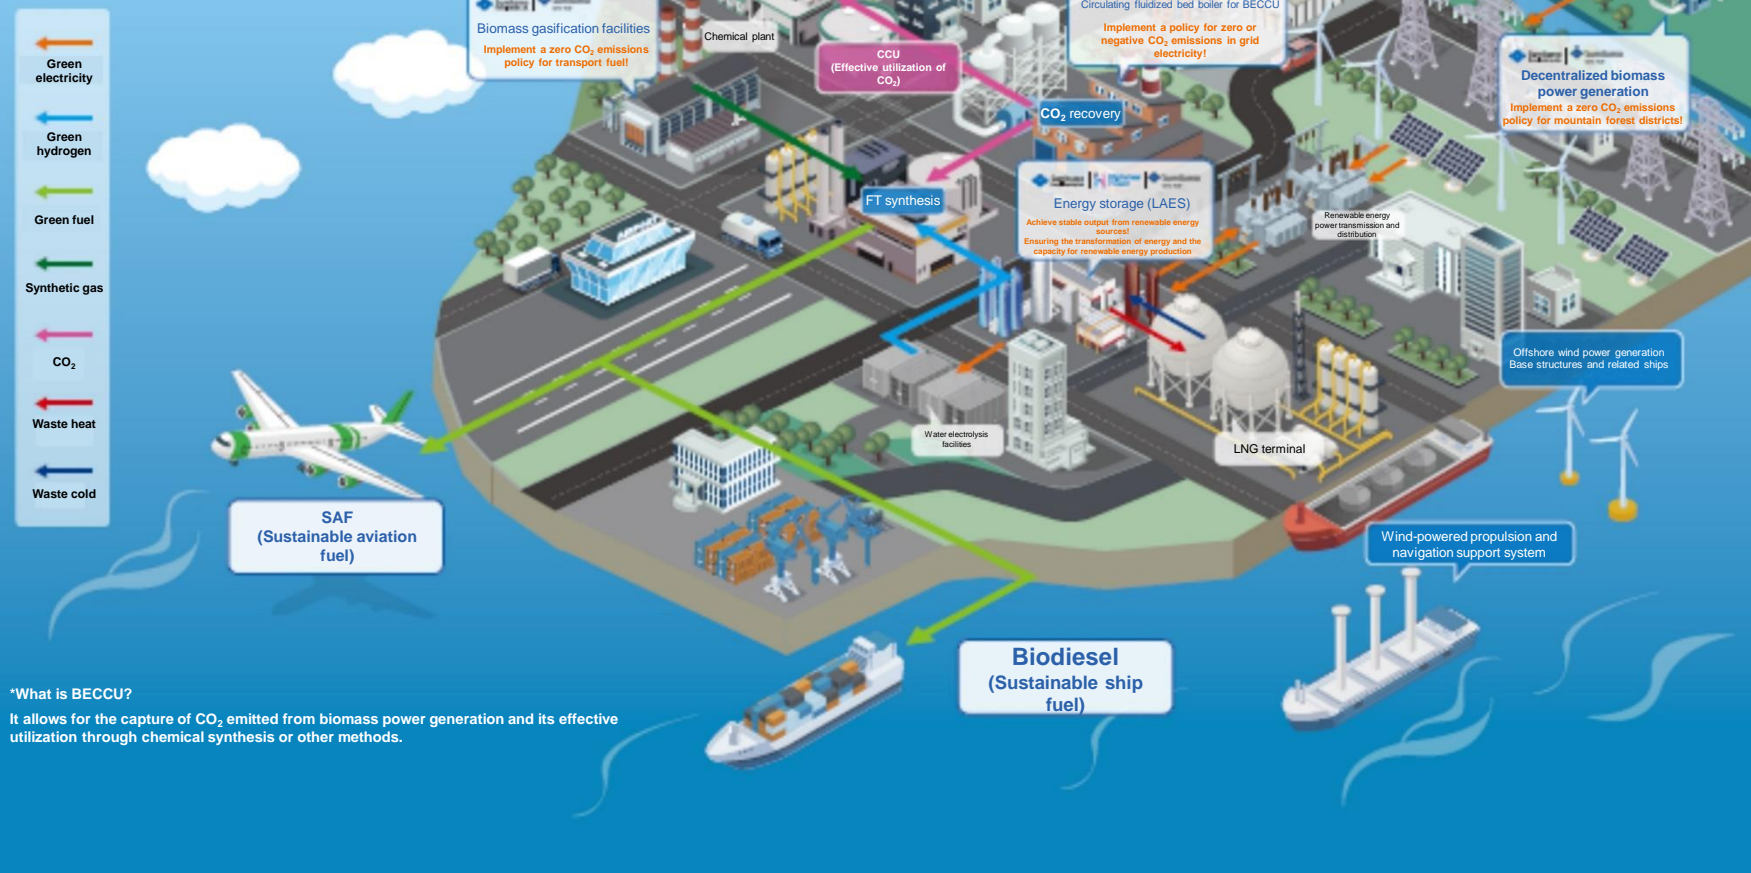 Green
electricity
Green
hydrogen
Green fuel
Synthetic gas
CO₂
Waste heat
Waste cold
Biomass gasification facilities
Implement a zero CO₂ emissions
policy for transport fuel!
Chemical plant
CCU
(Effective utilization of
CO₂)
Circulating fluidized bed boiler for BECCU
Implement a policy for zero or
negative CO₂ emissions in grid
electricity!
Decentralized biomass
power generation
Implement a zero CO₂ emissions
policy for mountain forest districts!
CO₂ recovery
FT synthesis
Energy storage (LAES)
Achieve stable output from renewable energy
sources!
Ensuring the transformation of energy and the
capacity for renewable energy production
Renewable energy
power transmission and
distribution
Offshore wind power generation
Base structures and related ships
Water electrolysis
facilities
LNG terminal
SAF
(Sustainable aviation
fuel)
Wind-powered propulsion and
navigation support system
Biodiesel
(Sustainable ship
fuel)
*What is BECCU?
It allows for the capture of CO₂ emitted from biomass power generation and its effective
utilization through chemical synthesis or other methods.